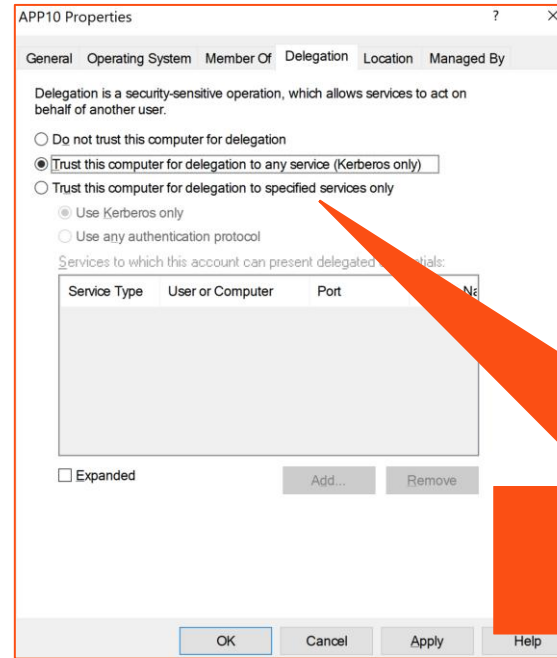 APP10 Properties ? ×
General Operating System Member Of Delegation Location Managed By
Delegation is a security-sensitive operation, which allows services to act on
behalf of another user.
Do not trust this computer for delegation
Trust this computer for delegation to any service (Kerberos only)
Trust this computer for delegation to specified services only
Use Kerberos only
Use any authentication protocol
Services to which this account can present delegated
Service Type User or Computer Port
Expanded Add... Remove
OK Cancel Apply Help